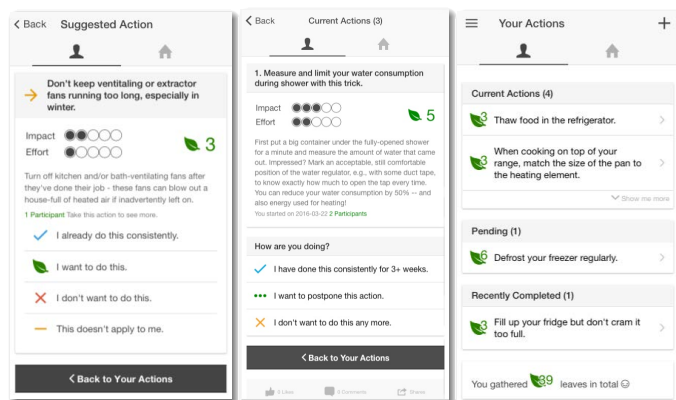 Back Suggested Action
Don't keep ventitaling or extractor
fans running too long, especially in
winter.
Impact
Effort
3
Turn off kitchen and/or bath-ventilating fans after
they've done their job - these fans can blow out a
house-full of heated air if inadvertently left on.
1 Participant Take this action to see more.
I already do this consistently.
I want to do this.
I don't want to do this.
This doesn't apply to me.
Back to Your Actions
Back Current Actions (3)
1. Measure and limit your water consumption
during shower with this trick.
Impact
Effort
5
First put a big container under the fully-opened shower
for a minute and measure the amount of water that came
out. Impressed? Mark an acceptable, still comfortable
position of the water regulator, e.g., with some duct tape,
to know exactly how much to open the tap every time.
You can reduce your water consumption by 50% -- and
also energy used for heating!
You started on 2016-03-22 2 Participants
How are you doing?
I have done this consistently for 3+ weeks.
I want to postpone this action.
I don't want to do this any more.
Back to Your Actions
3 Likes 0 Comments Share
Your Actions
Current Actions (4)
3 Thaw food in the refrigerator.
When cooking on top of your
3 range, match the size of the pan to
the heating element.
Show me more
Pending (1)
6 Defrost your freezer regularly.
Recently Completed (1)
3 Fill up your fridge but don't cram it
too full.
You gathered 39 leaves in total